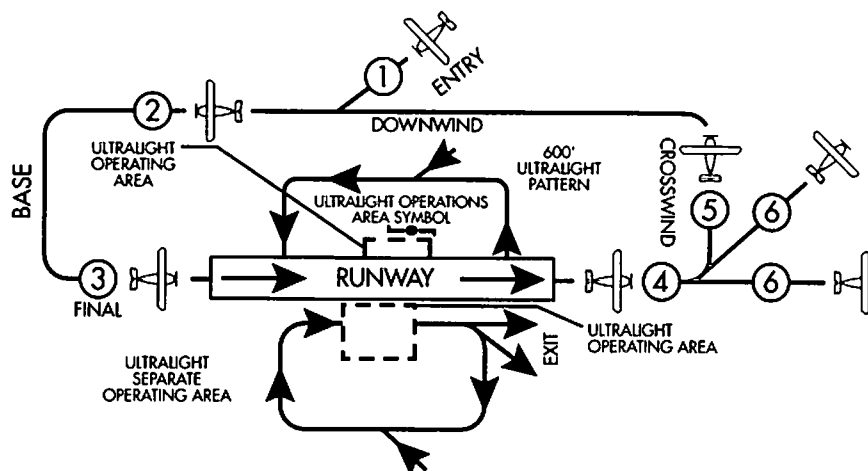 1
ENTRY
2
DOWNWIND
ULTRALIGHT
OPERATING
AREA
600'
ULTRALIGHT
PATTERN
CROSSWIND
BASE
ULTRALIGHT OPERATIONS
AREA SYMBOL
5
6
3
FINAL
RUNWAY
4
6
ULTRALIGHT
OPERATING AREA
EXIT
ULTRALIGHT
SEPARATE
OPERATING AREA